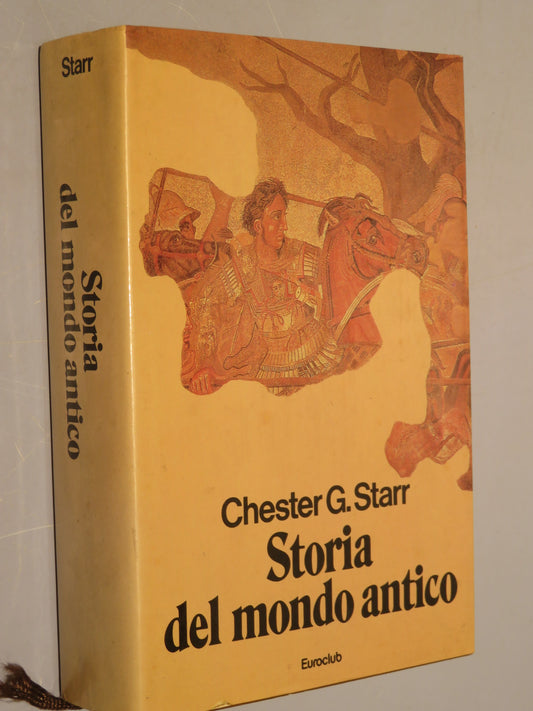 Starr
Storia
del mondo antico
Chester G. Starr
Storia
del mondo antico
Euroclub